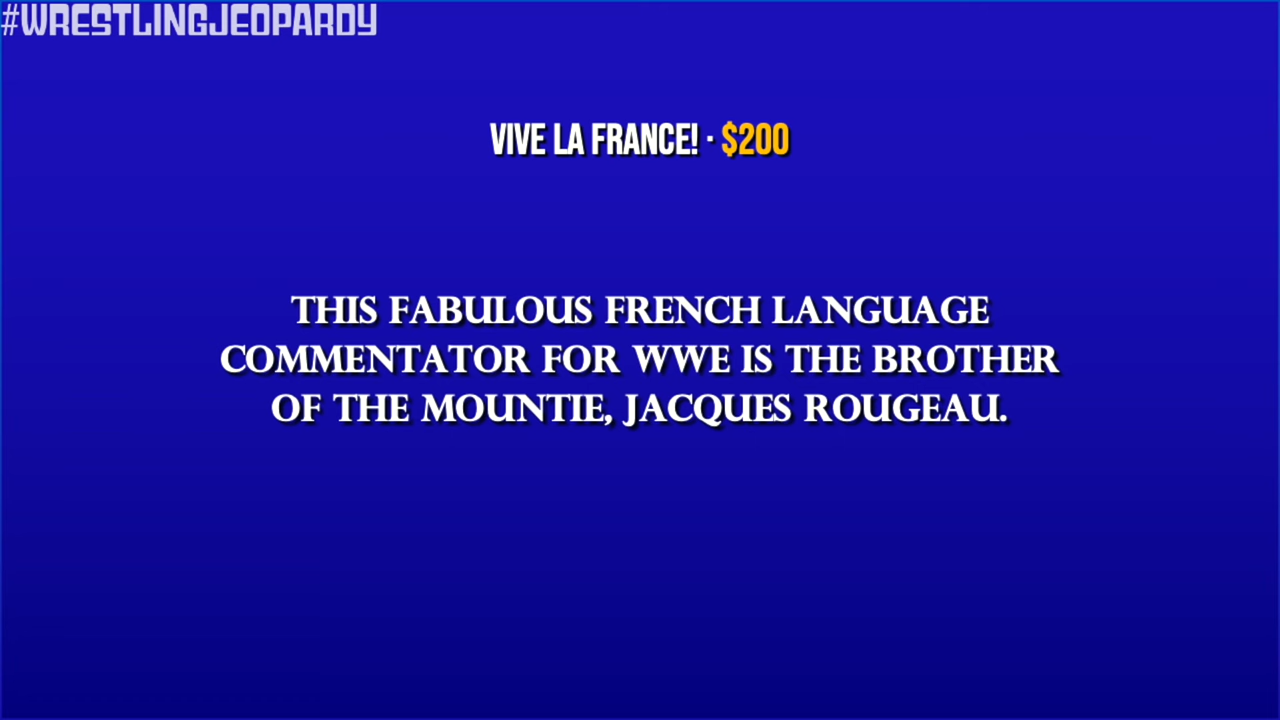 #WRESTLINGJEOPARDY
VIVE LA FRANCE! · $200
THIS FABULOUS FRENCH LANGUAGE
COMMENTATOR FOR WWE IS THE BROTHER
OF THE MOUNTIE, JACQUES ROUGEAU.